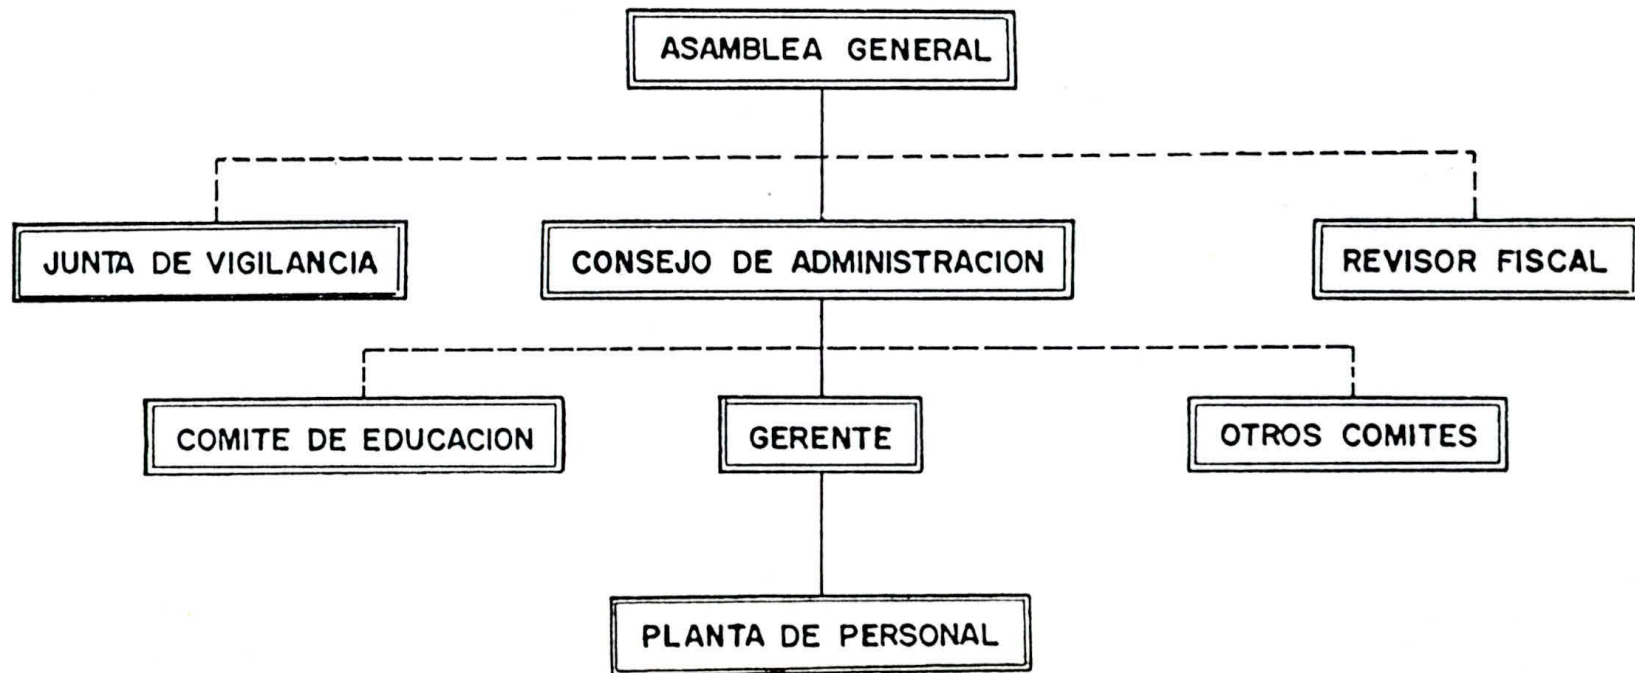 ASAMBLEA GENERAL
JUNTA DE VIGILANCIA
CONSEJO DE ADMINISTRACION
REVISOR FISCAL
COMITE DE EDUCACION
GERENTE
OTROS COMITES
PLANTA DE PERSONAL